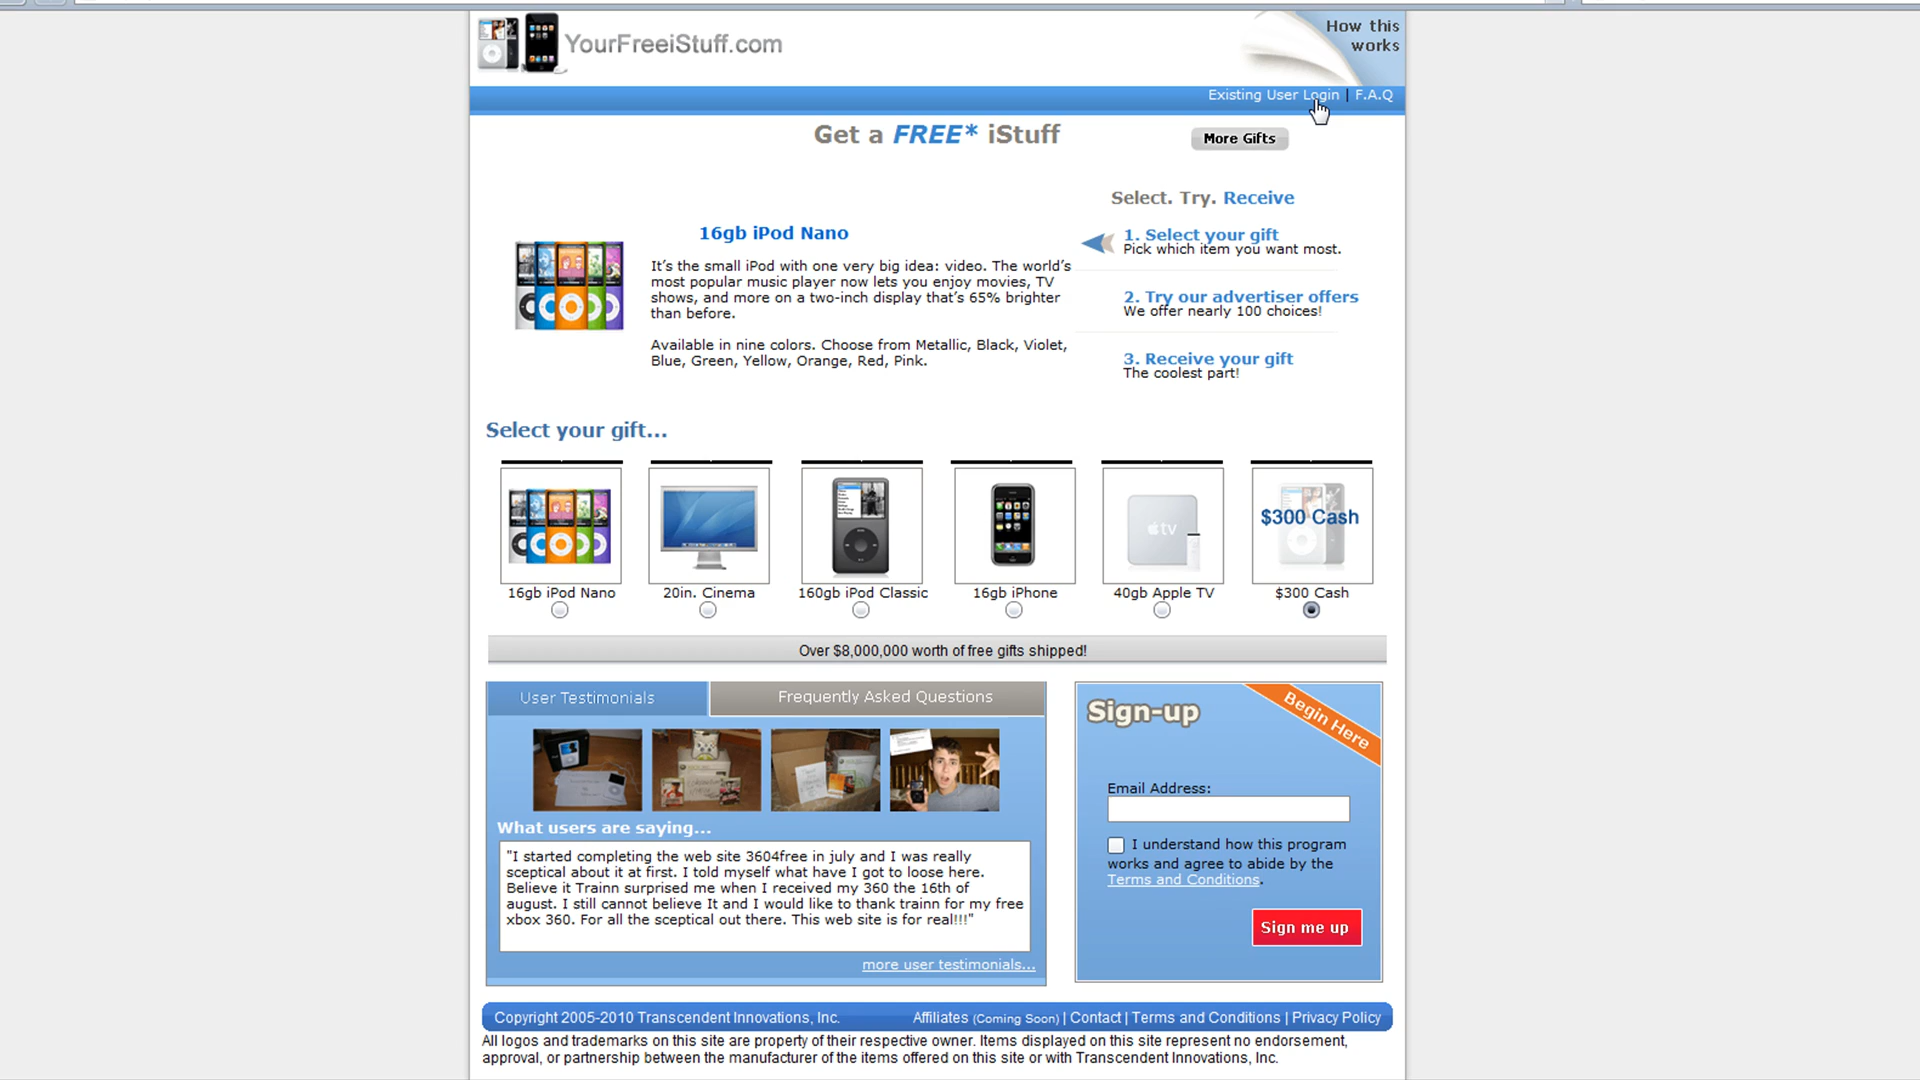 YourFreeiStuff.com
How this
works
Existing User Login | F.A.Q
Get a FREE* iStuff
More Gifts
Select. Try. Receive
16gb iPod Nano
It's the small iPod with one very big idea: video. The world's
most popular music player now lets you enjoy movies, TV
shows, and more on a two-inch display that's 65% brighter
than before.
Available in nine colors. Choose from Metallic, Black, Violet,
Blue, Green, Yellow, Orange, Red, Pink.
1. Select your gift
Pick which item you want most.
2. Try our advertiser offers
We offer nearly 100 choices!
3. Receive your gift
The coolest part!
Select your gift...
tv
$300 Cash
16gb iPod Nano
20in. Cinema
160gb iPod Classic
16gb iPhone
40gb Apple TV
$300 Cash
Over $8,000,000 worth of free gifts shipped!
User Testimonials
Frequently Asked Questions
What users are saying...
"I started completing the web site 3604free in july and I was really
sceptical about it at first. I told myself what have I got to loose here.
Believe it Trainn surprised me when I received my 360 the 16th of
august. I still cannot believe It and I would like to thank trainn for my free
xbox 360. For all the sceptical out there. This web site is for real!!!"
more user testimonials...
Sign-up
Begin Here
Email Address:
I understand how this program
works and agree to abide by the
Terms and Conditions.
Sign me up
Copyright 2005-2010 Transcendent Innovations, Inc.
Affiliates (Coming Soon) | Contact | Terms and Conditions | Privacy Policy
All logos and trademarks on this site are property of their respective owner. Items displayed on this site represent no endorsement,
approval, or partnership between the manufacturer of the items offered on this site or with Transcendent Innovations, Inc.